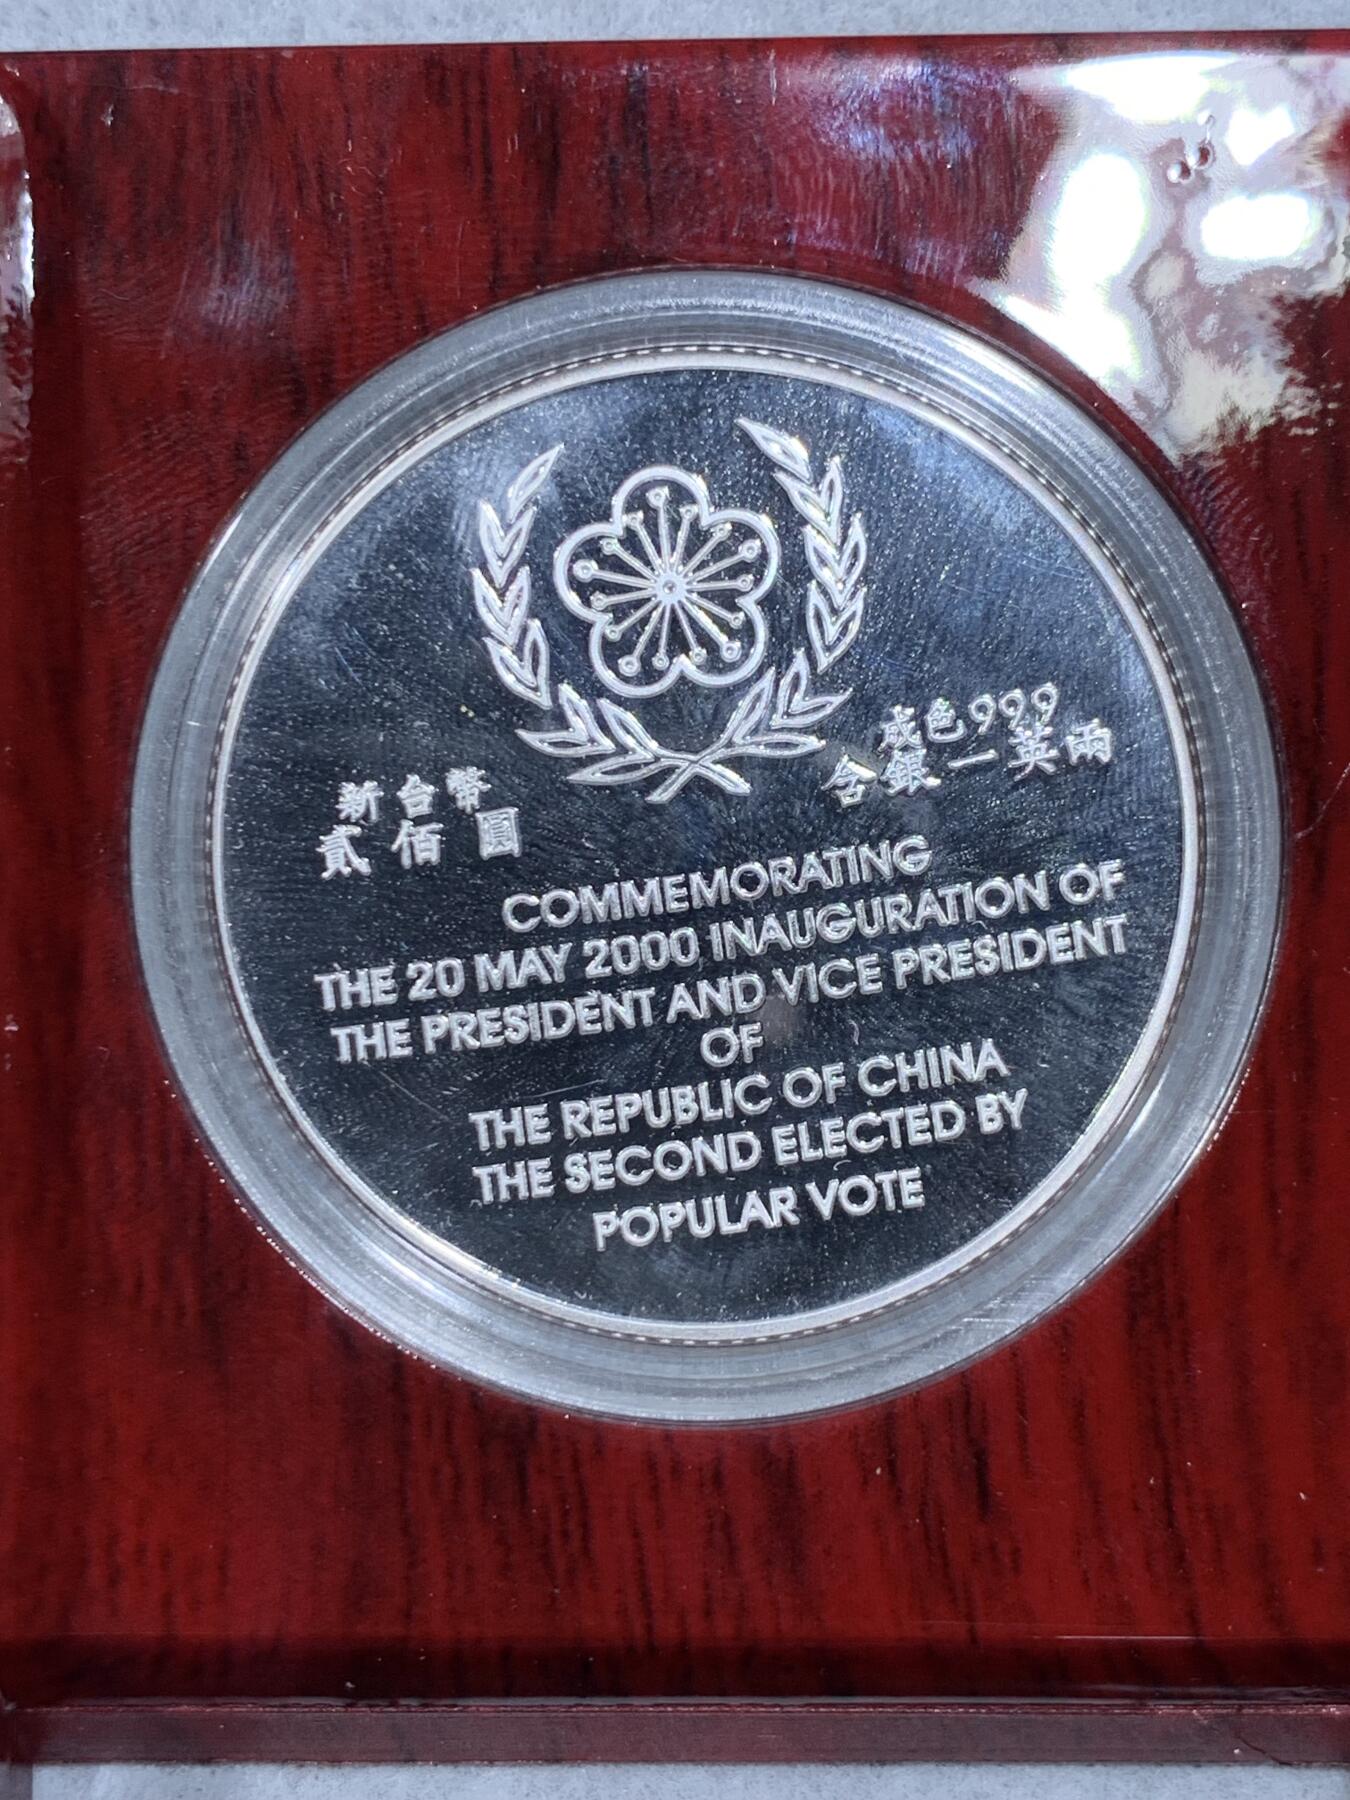 成色999
含銀一英兩
新台幣
貳佰圓
COMMEMORATING
THE 20 MAY 2000 INAUGURATION OF
THE PRESIDENT AND VICE PRESIDENT
OF
THE REPUBLIC OF CHINA
THE SECOND ELECTED BY
POPULAR VOTE